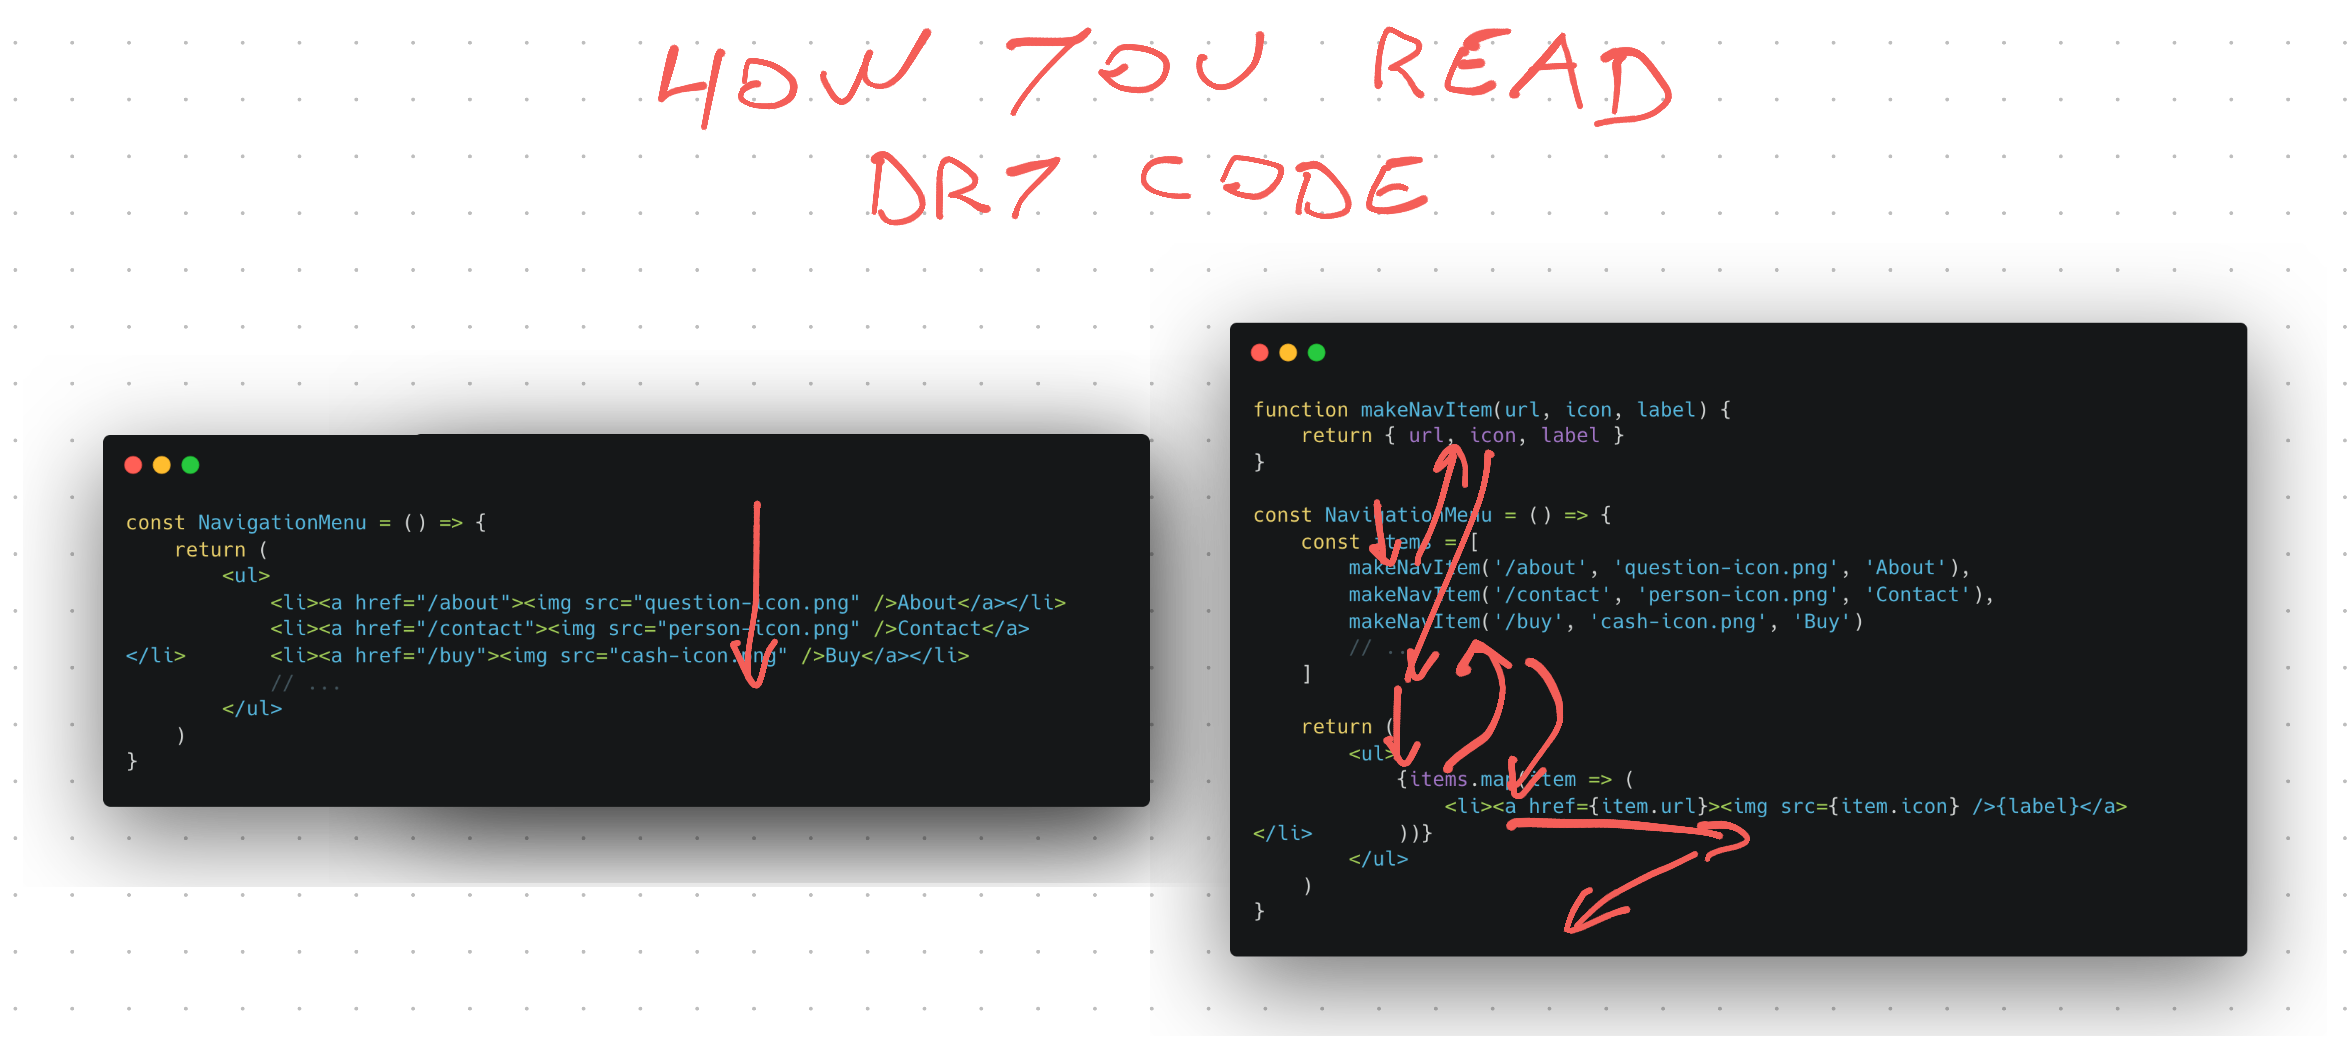 HOW YOU READ
DRY CODE
const NavigationMenu = () => {
    return (
        <ul>
            <li><a href="/about"><img src="question-icon.png" />About</a></li>
            <li><a href="/contact"><img src="person-icon.png" />Contact</a>
</li>       <li><a href="/buy"><img src="cash-icon.png" />Buy</a></li>
            // ...
        </ul>
    )
}
function makeNavItem(url, icon, label) {
    return { url, icon, label }
}
const NavigationMenu = () => {
    const items = [
        makeNavItem('/about', 'question-icon.png', 'About'),
        makeNavItem('/contact', 'person-icon.png', 'Contact'),
        makeNavItem('/buy', 'cash-icon.png', 'Buy')
        // ...
    ]
    return (
        <ul>
            {items.map(item => (
                <li><a href={item.url}><img src={item.icon} />{label}</a>
</li>       ))}
        </ul>
    )
}